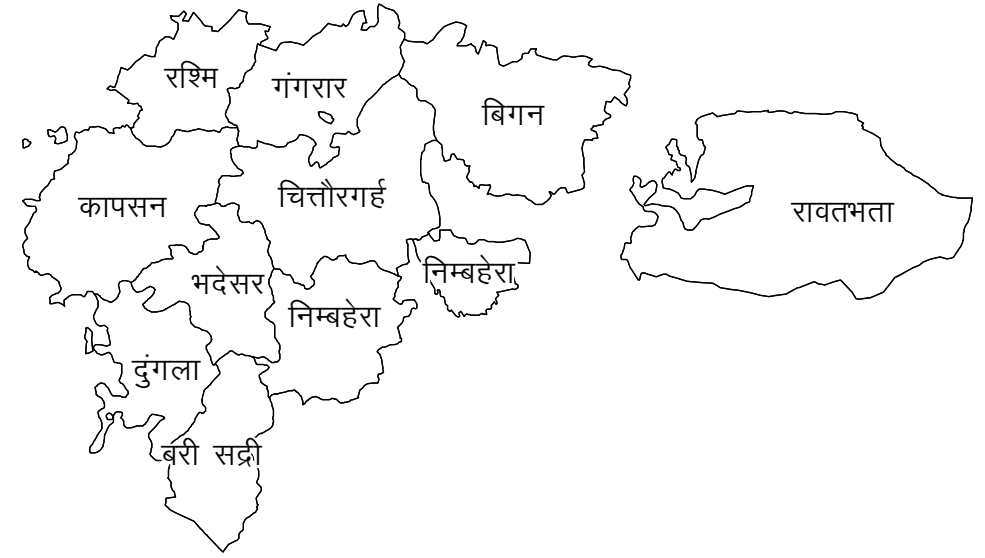 रश्मि
गंगरार
बिगन
कापसन
चित्तौरगर्ह
रावतभता
भदेसर
निम्बहेरा
निम्बहेरा
दुंगला
बरी सद्री